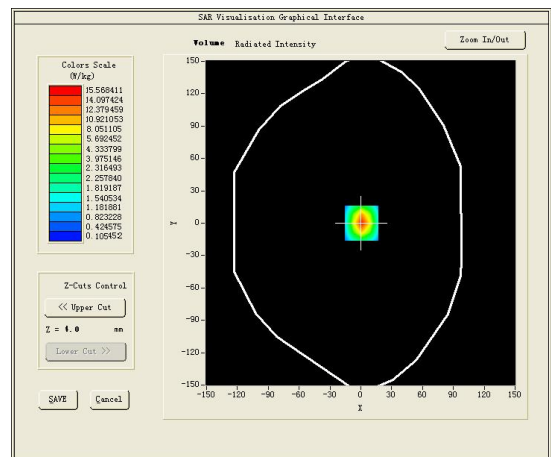 SAR Visualisation Graphical Interface
Volume Radiated Intensity
Zoom In/Out
Colors Scale
(W/kg)
15.568411
14.097424
12.379459
10.921053
8.051105
5.692452
4.333799
3.975146
2.316493
2.257840
1.819187
1.540534
1.181881
0.823228
0.424575
0.105452
150
120
90
60
30
0
-30
-60
-90
-120
-150
Y
-150 -120 -90 -60 -30 0 30 60 90 120 150
X
Z-Cuts Control
<< Upper Cut
Z = 4.0 mm
Lower Cut >>
SAVE Cancel